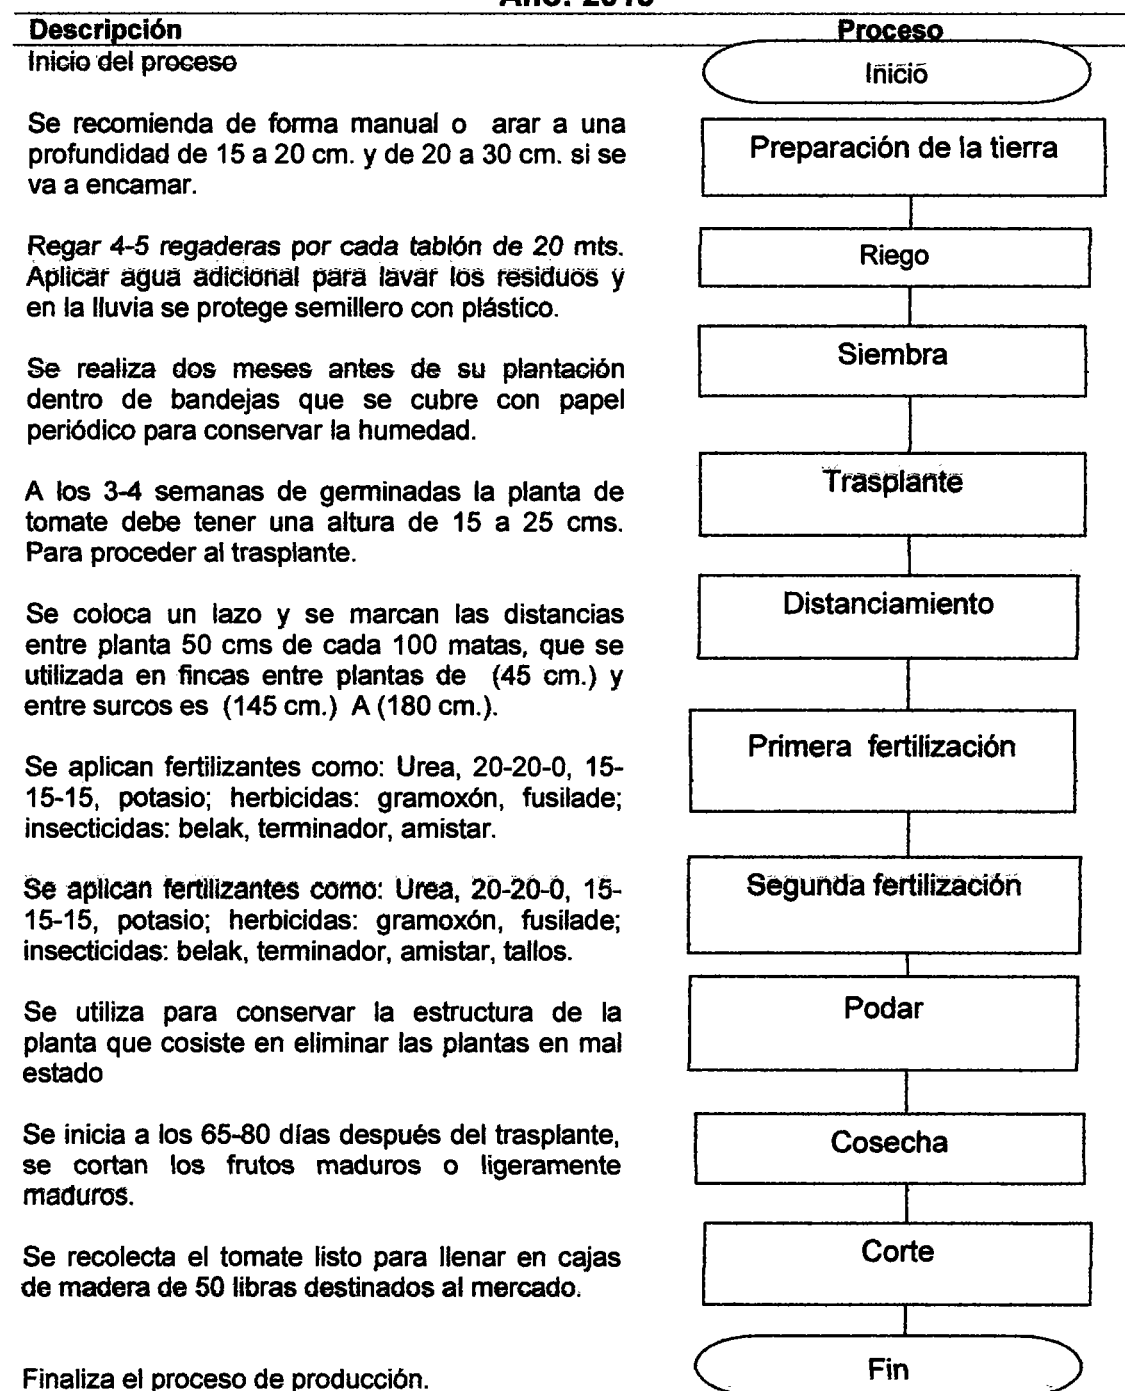 Descripción Proceso
Inicio del proceso
Inicio
Se recomienda de forma manual o arar a una
profundidad de 15 a 20 cm. y de 20 a 30 cm. si se
va a encamar.
Preparación de la tierra
Regar 4-5 regaderas por cada tablón de 20 mts.
Aplicar agua adicional para lavar los residuos y
en la lluvia se protege semillero con plástico.
Riego
Se realiza dos meses antes de su plantación
dentro de bandejas que se cubre con papel
periódico para conservar la humedad.
Siembra
A los 3-4 semanas de germinadas la planta de
tomate debe tener una altura de 15 a 25 cms.
Para proceder al trasplante.
Trasplante
Se coloca un lazo y se marcan las distancias
entre planta 50 cms de cada 100 matas, que se
utilizada en fincas entre plantas de (45 cm.) y
entre surcos es (145 cm.) A (180 cm.).
Distanciamiento
Se aplican fertilizantes como: Urea, 20-20-0, 15-
15-15, potasio; herbicidas: gramoxón, fusilade;
insecticidas: belak, terminador, amistar.
Primera fertilización
Se aplican fertilizantes como: Urea, 20-20-0, 15-
15-15, potasio; herbicidas: gramoxón, fusilade;
insecticidas: belak, terminador, amistar, tallos.
Segunda fertilización
Se utiliza para conservar la estructura de la
planta que cosiste en eliminar las plantas en mal
estado
Podar
Se inicia a los 65-80 días después del trasplante,
se cortan los frutos maduros o ligeramente
maduros.
Cosecha
Se recolecta el tomate listo para llenar en cajas
de madera de 50 libras destinados al mercado.
Corte
Finaliza el proceso de producción.
Fin